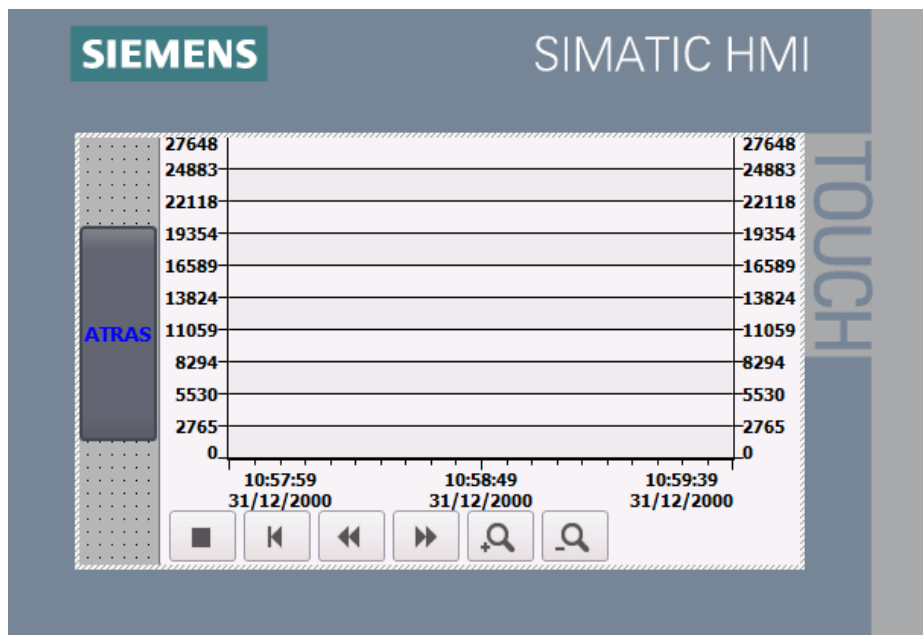 SIEMENS
SIMATIC HMI
TOUCH
ATRAS
27648 27648
24883 24883
22118 22118
19354 19354
16589 16589
13824 13824
11059 11059
8294 8294
5530 5530
2765 2765
0 0
10:57:59 10:58:49 10:59:39
31/12/2000 31/12/2000 31/12/2000